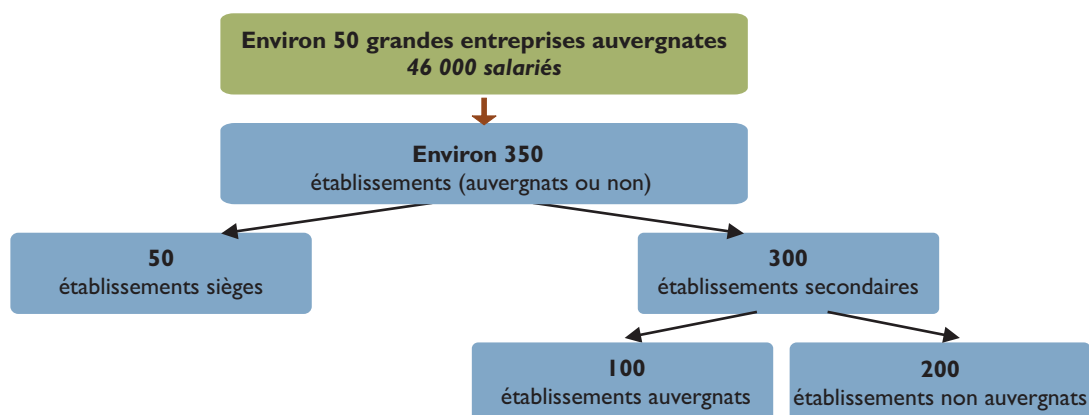 Environ 50 grandes entreprises auvergnates
46 000 salariés
Environ 350
établissements (auvergnats ou non)
50
établissements sièges
300
établissements secondaires
100
établissements auvergnats
200
établissements non auvergnats